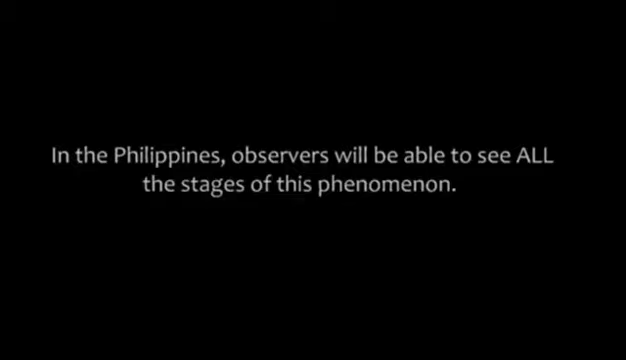 In the Philippines, observers will be able to see ALL
the stages of this phenomenon.